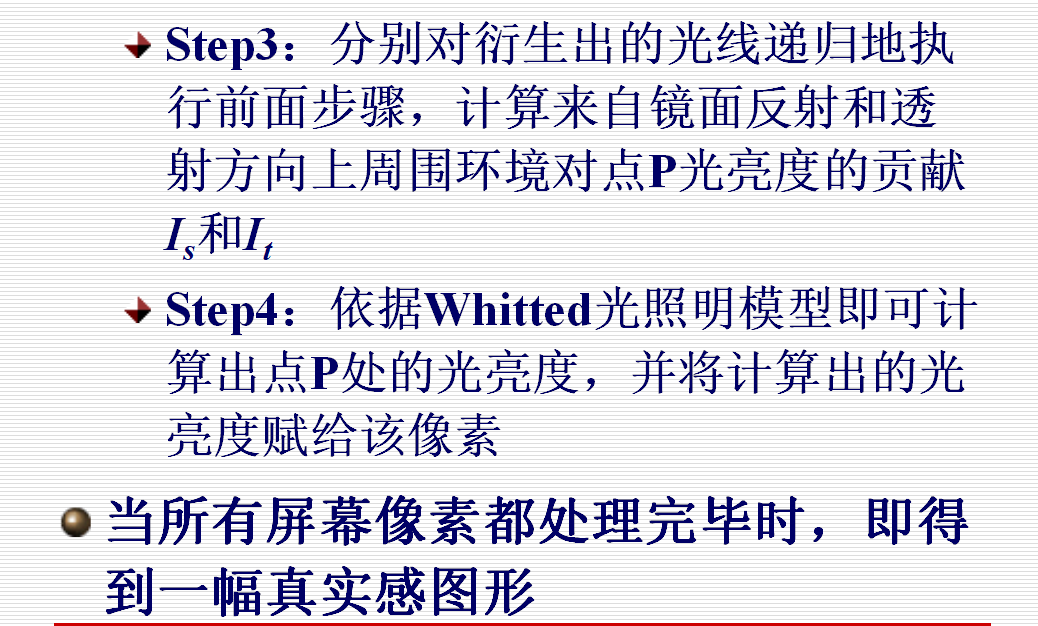 Step3：分别对衍生出的光线递归地执
行前面步骤，计算来自镜面反射和透
射方向上周围环境对点P光亮度的贡献
Is和It
Step4：依据Whitted光照明模型即可计
算出点P处的光亮度，并将计算出的光
亮度赋给该像素
当所有屏幕像素都处理完毕时，即得
到一幅真实感图形